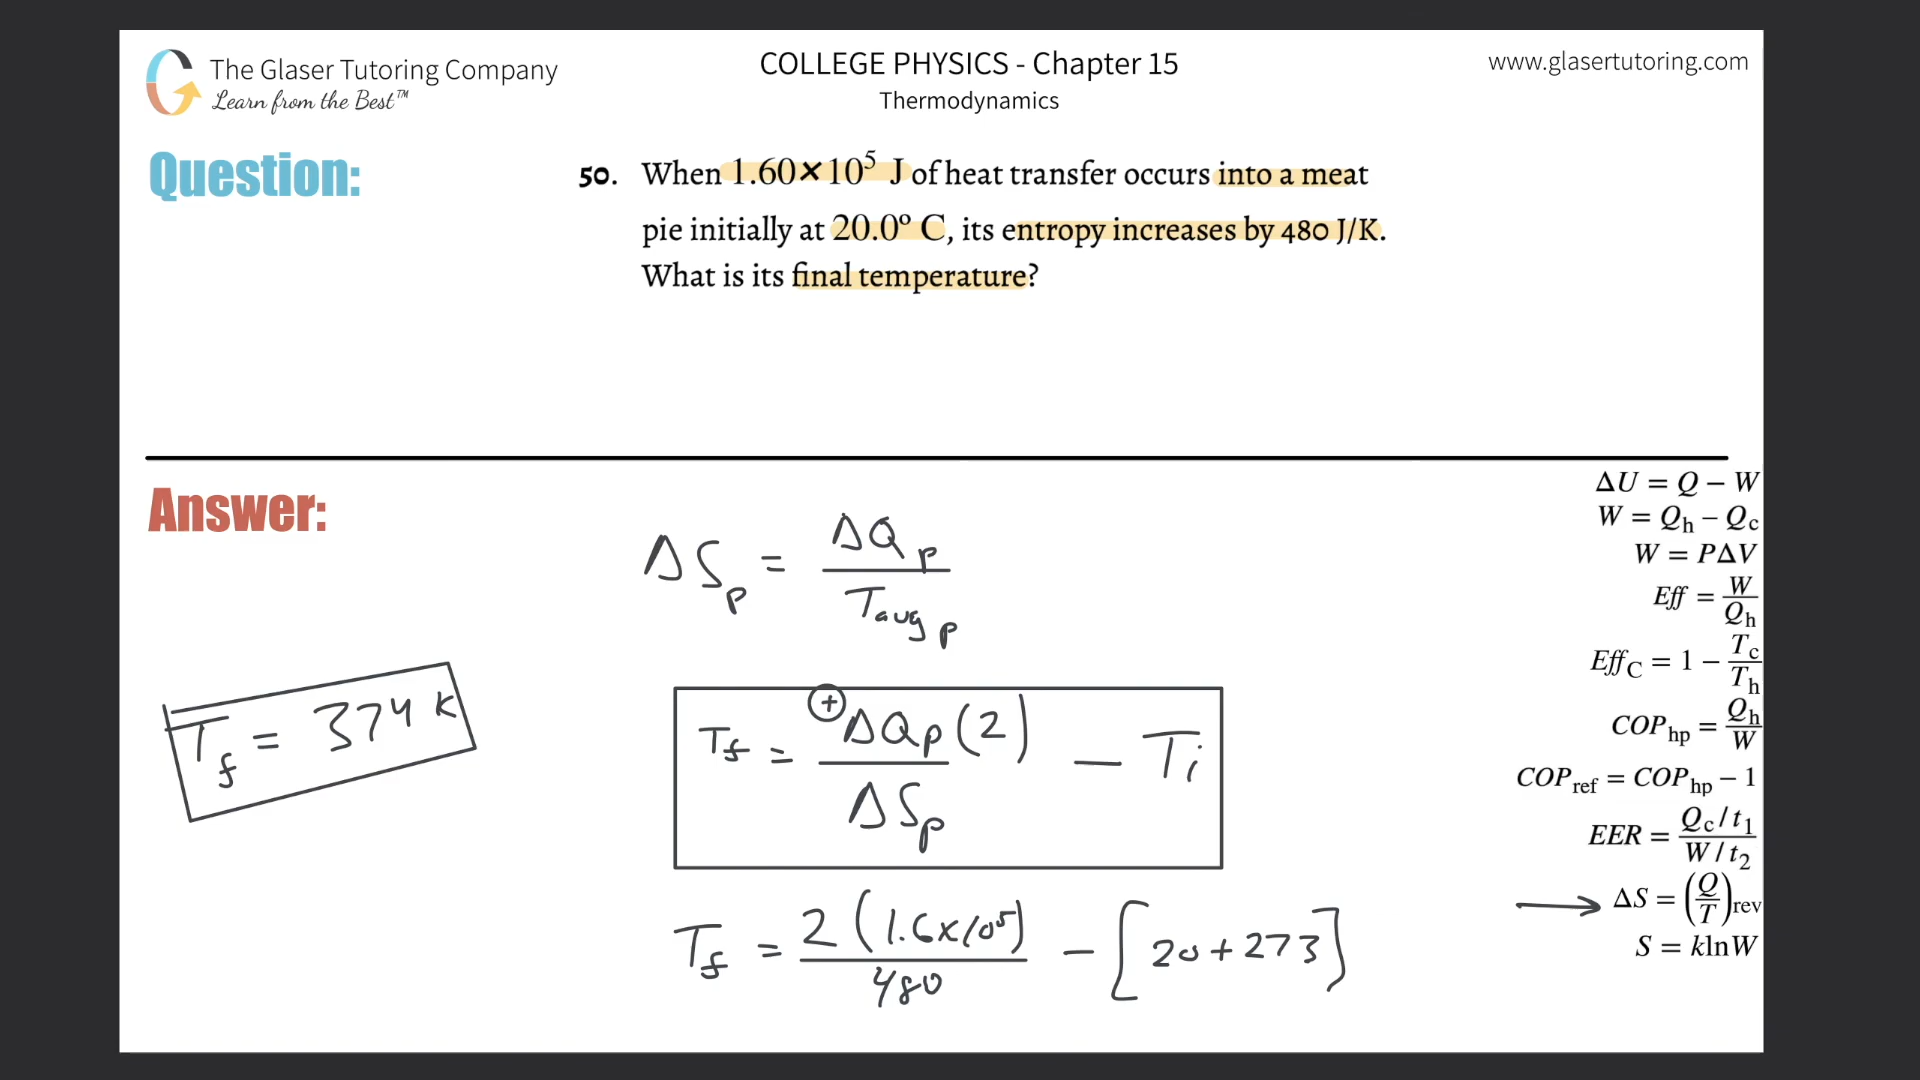 The Glaser Tutoring Company
Learn from the Best™
COLLEGE PHYSICS - Chapter 15
Thermodynamics
www.glasertutoring.com
Question:
50. When 1.60×10⁵ J of heat transfer occurs into a meat
pie initially at 20.0º C, its entropy increases by 480 J/K.
What is its final temperature?
Answer:
ΔS_p = ΔQ_p / T_avg p
T_f = ⊕ΔQ_p (2) / ΔS_p − T_i
T_f = 2 (1.6×10⁵) / 480 − [20+273]
T_f = 374 K
ΔU = Q − W
W = Q_h − Q_c
W = PΔV
Eff = W / Q_h
Eff_C = 1 − T_c / T_h
COP_hp = Q_h / W
COP_ref = COP_hp − 1
EER = (Q_c / t_1) / (W / t_2)
→ ΔS = (Q / T)_rev
S = klnW